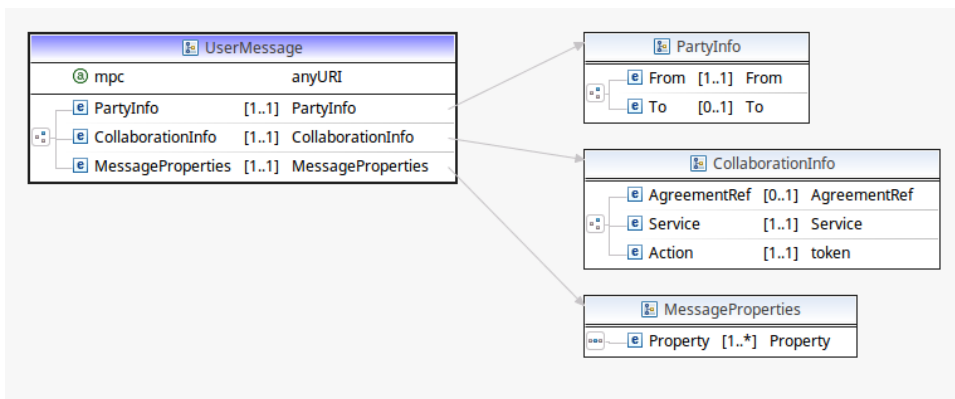 UserMessage
mpc anyURI
PartyInfo [1..1] PartyInfo
CollaborationInfo [1..1] CollaborationInfo
MessageProperties [1..1] MessageProperties
PartyInfo
From [1..1] From
To [0..1] To
CollaborationInfo
AgreementRef [0..1] AgreementRef
Service [1..1] Service
Action [1..1] token
MessageProperties
Property [1..*] Property